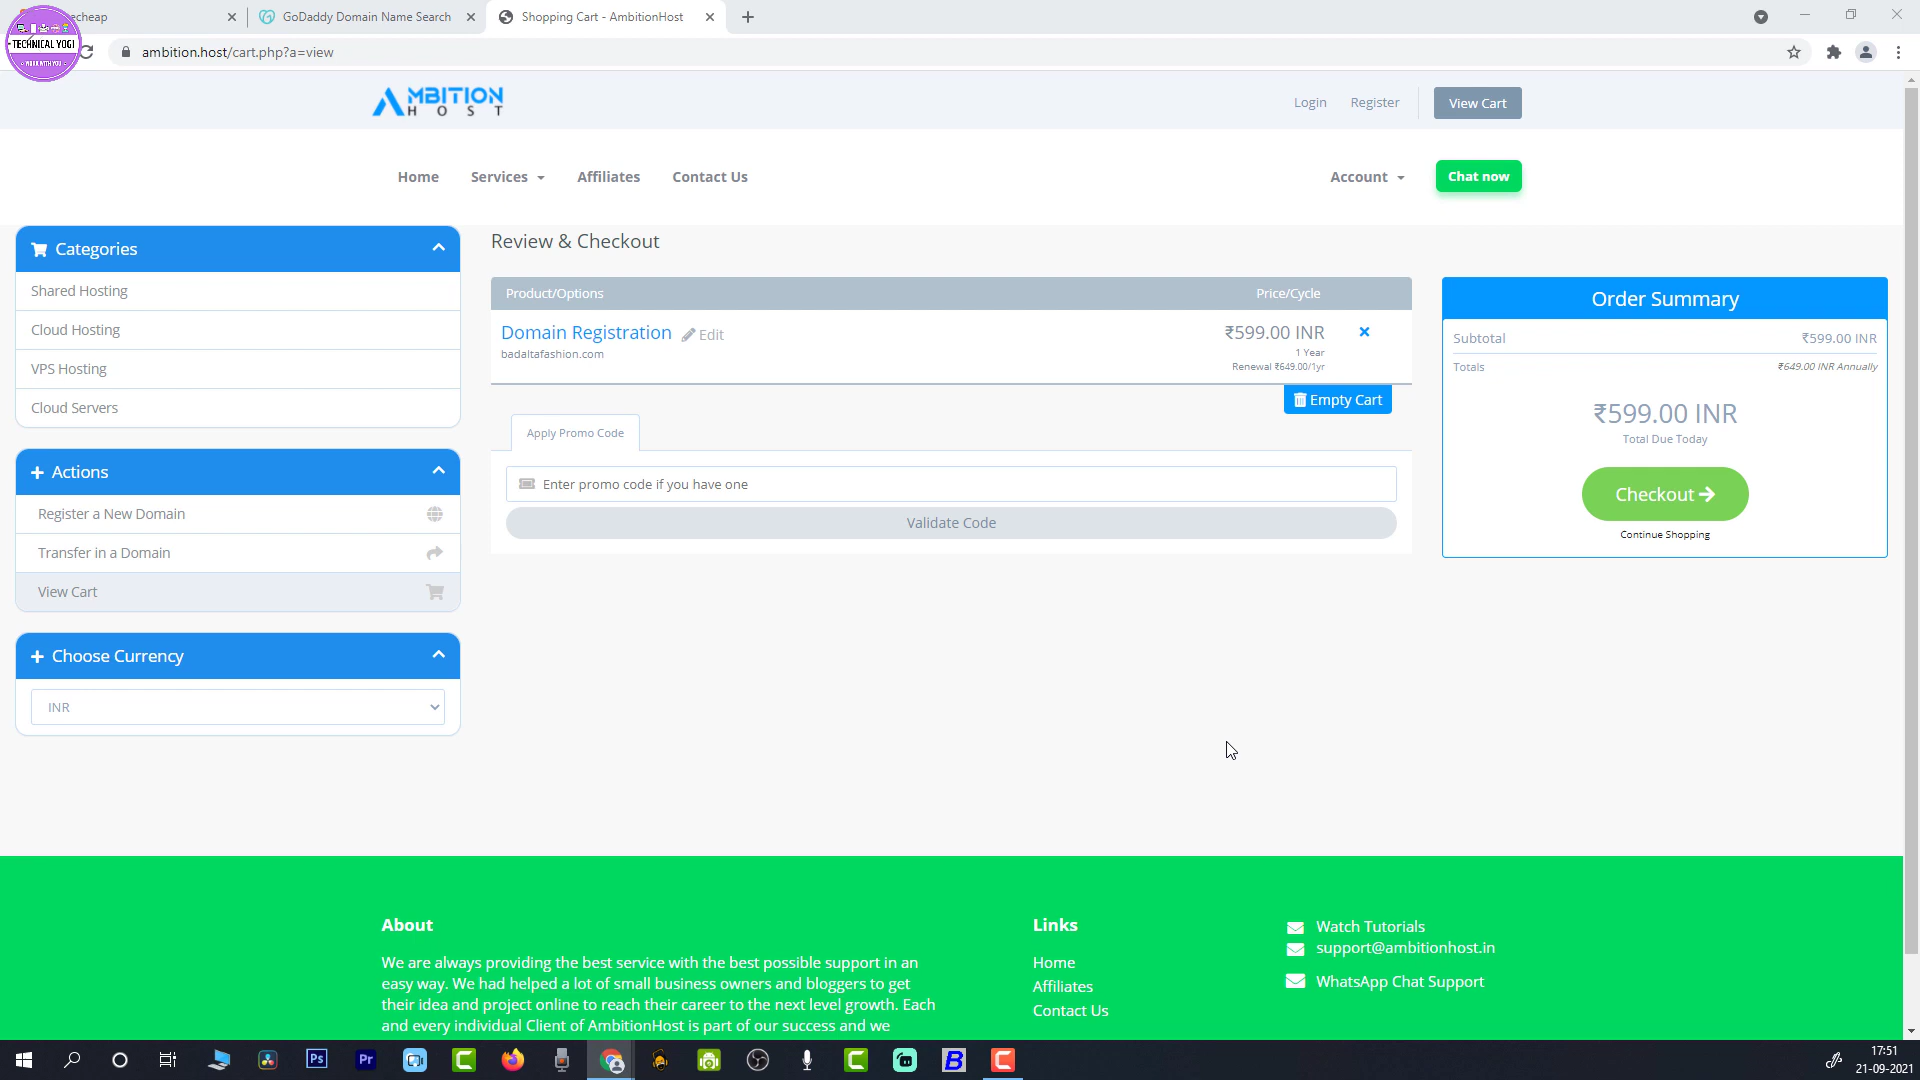 GoDaddy Domain Name Search
Shopping Cart - AmbitionHost
TECHNICAL YOGI
ambition.host/cart.php?a=view
AMBITION
HOST
Login
Register
View Cart
Home
Services
Affiliates
Contact Us
Account
Chat now
Categories
Shared Hosting
Cloud Hosting
VPS Hosting
Cloud Servers
Actions
Register a New Domain
Transfer in a Domain
View Cart
Choose Currency
INR
Review & Checkout
Product/Options
Price/Cycle
Domain Registration
Edit
badaltafashion.com
₹599.00 INR
1 Year
Renewal ₹649.00/1yr
Empty Cart
Apply Promo Code
Enter promo code if you have one
Validate Code
Order Summary
Subtotal
₹599.00 INR
Totals
₹649.00 INR Annually
₹599.00 INR
Total Due Today
Checkout
Continue Shopping
About
We are always providing the best service with the best possible support in an
easy way. We had helped a lot of small business owners and bloggers to get
their idea and project online to reach their career to the next level growth. Each
and every individual Client of AmbitionHost is part of our success and we
Links
Home
Affiliates
Contact Us
Watch Tutorials
support@ambitionhost.in
WhatsApp Chat Support
Ps
Pr
B
17:51
21-09-2021